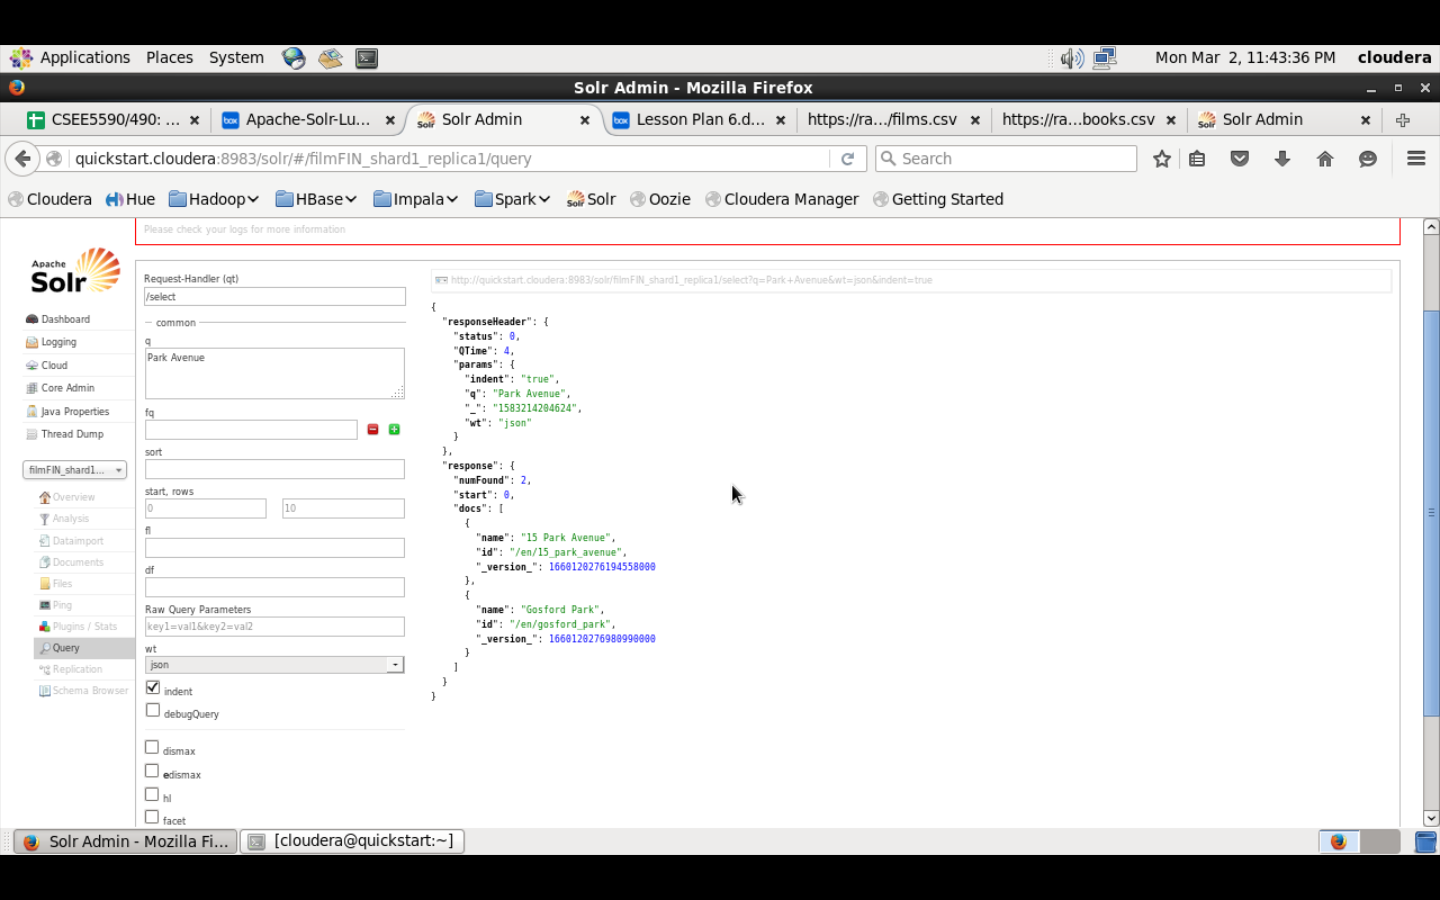 Applications Places System Mon Mar 2, 11:43:36 PM cloudera
Solr Admin - Mozilla Firefox
CSEE5590/490: ... Apache-Solr-Lu... Solr Admin Lesson Plan 6.d... https://ra.../films.csv https://ra...books.csv Solr Admin
quickstart.cloudera:8983/solr/#/filmFIN_shard1_replica1/query Search
Cloudera Hue Hadoop HBase Impala Spark Solr Oozie Cloudera Manager Getting Started
Please check your logs for more information
Apache
Solr
Dashboard
Logging
Cloud
Core Admin
Java Properties
Thread Dump
filmFIN_shard1...
Overview
Analysis
Dataimport
Documents
Files
Ping
Plugins / Stats
Query
Replication
Schema Browser
Request-Handler (qt)
/select
common
q
Park Avenue
fq
sort
start, rows
0 10
fl
df
Raw Query Parameters
key1=val1&key2=val2
wt
json
indent
debugQuery
dismax
edismax
hl
facet
http://quickstart.cloudera:8983/solr/filmFIN_shard1_replica1/select?q=Park+Avenue&wt=json&indent=true
{
"responseHeader": {
"status": 0,
"QTime": 4,
"params": {
"indent": "true",
"q": "Park Avenue",
"_": "1583214204624",
"wt": "json"
}
},
"response": {
"numFound": 2,
"start": 0,
"docs": [
{
"name": "15 Park Avenue",
"id": "/en/15_park_avenue",
"_version_": 1660120276194558000
},
{
"name": "Gosford Park",
"id": "/en/gosford_park",
"_version_": 1660120276980990000
}
]
}
}
Solr Admin - Mozilla Fi... [cloudera@quickstart:~]